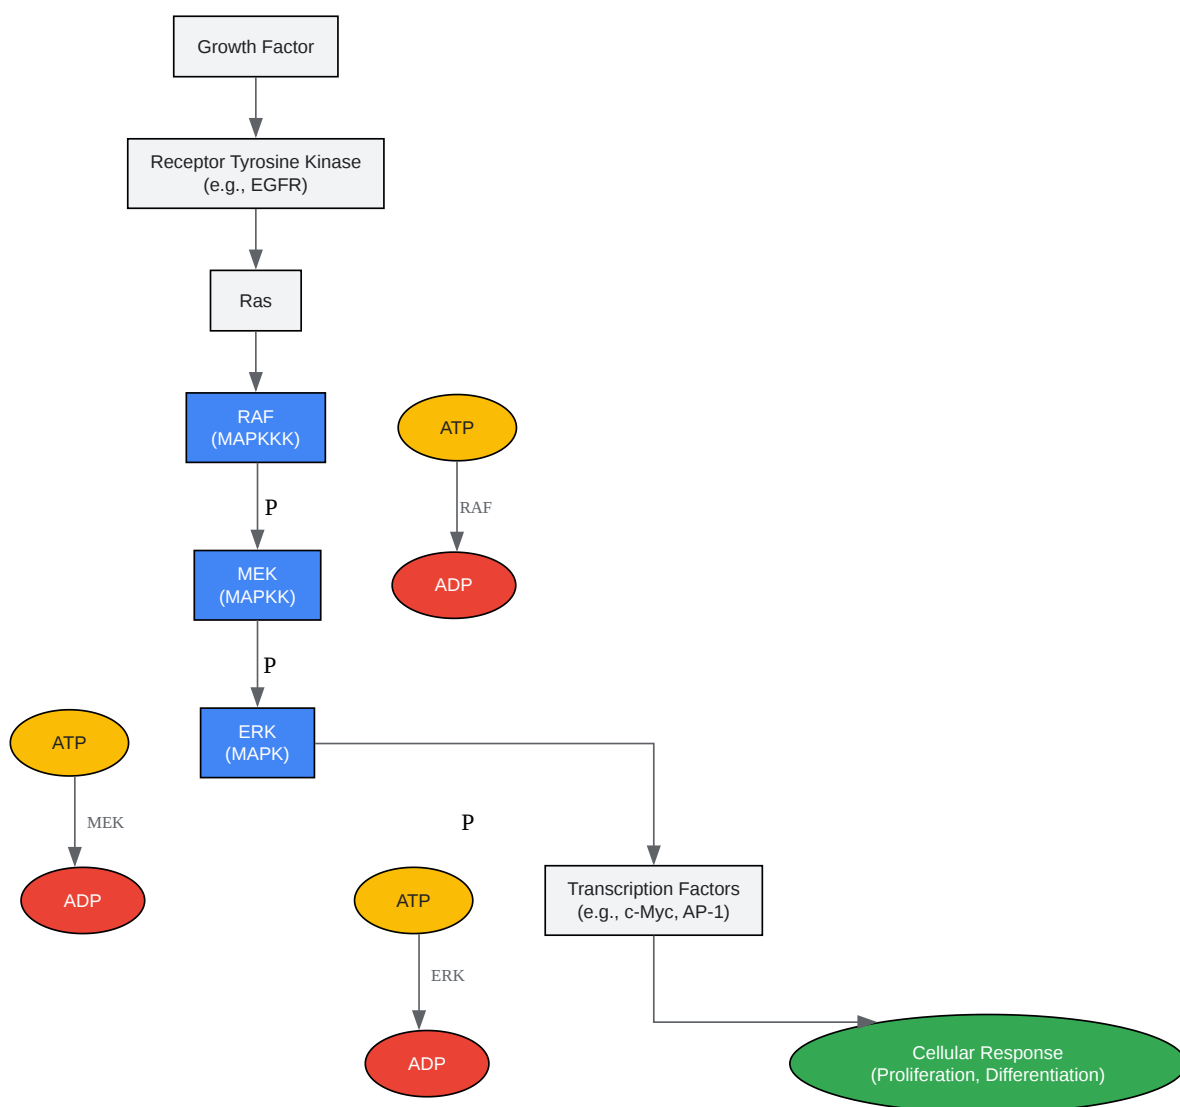 Growth Factor
Receptor Tyrosine Kinase
(e.g., EGFR)
Ras
RAF
(MAPKKK)
ATP
P
RAF
MEK
(MAPKK)
ADP
P
ERK
(MAPK)
ATP
MEK
P
ADP
ATP
Transcription Factors
(e.g., c-Myc, AP-1)
ERK
ADP
Cellular Response
(Proliferation, Differentiation)